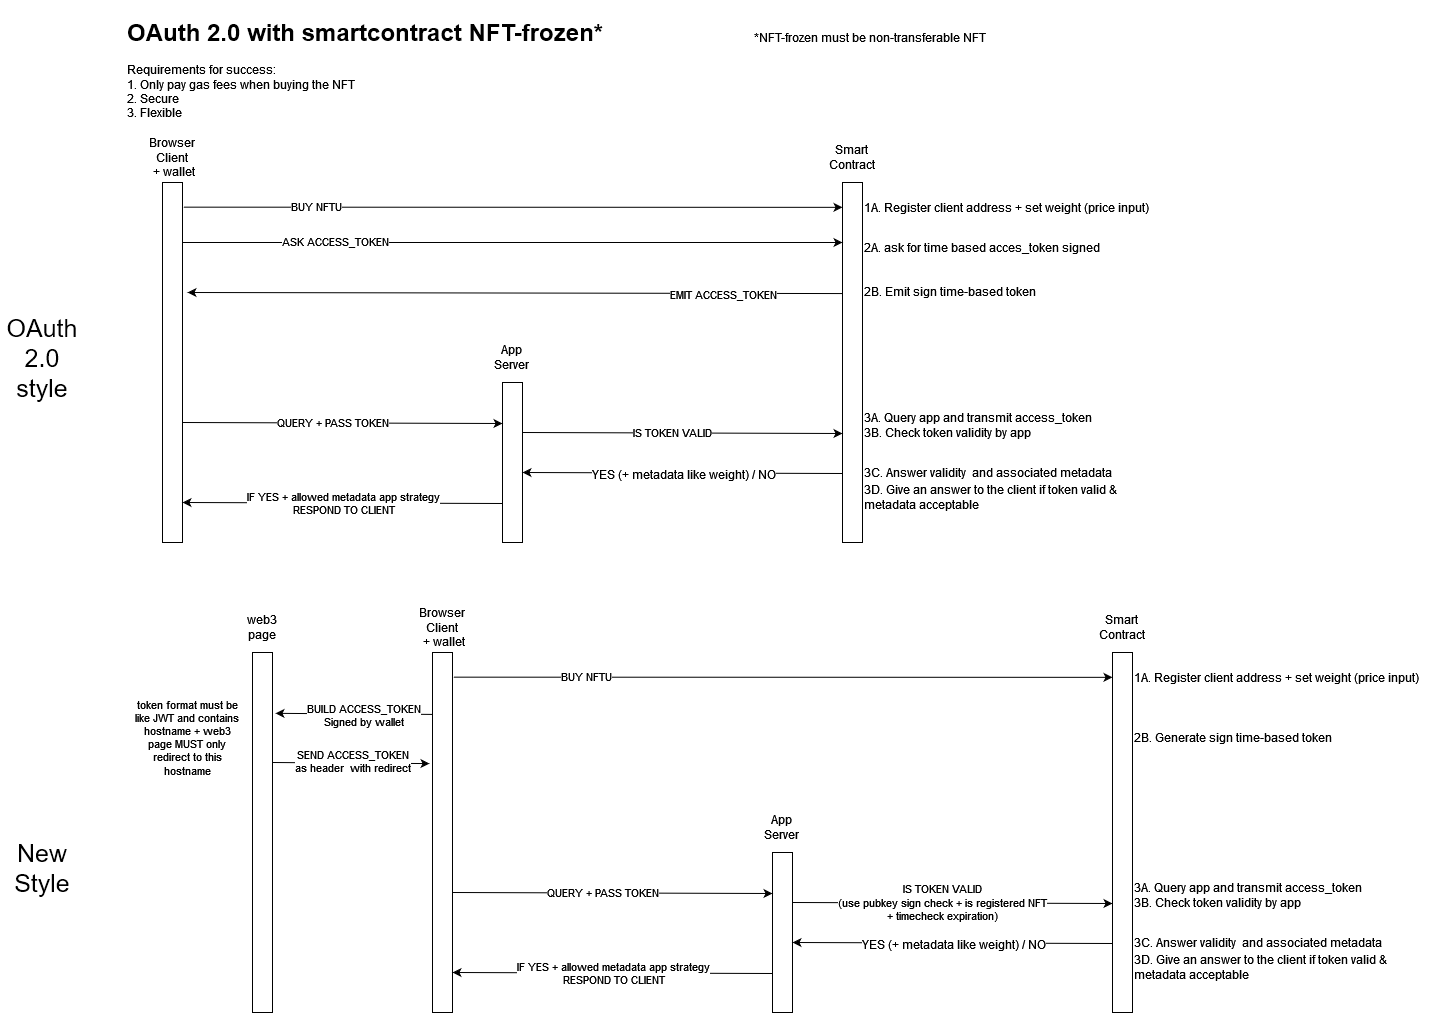 OAuth 2.0 with smartcontract NFT-frozen*
*NFT-frozen must be non-transferable NFT
Requirements for success:
1. Only pay gas fees when buying the NFT
2. Secure
3. Flexible
OAuth
2.0
style
Browser
Client
+ wallet
Smart
Contract
BUY NFTU
1A. Register client address + set weight (price input)
ASK ACCESS_TOKEN
2A. ask for time based acces_token signed
EMIT ACCESS_TOKEN
2B. Emit sign time-based token
App
Server
QUERY + PASS TOKEN
IS TOKEN VALID
3A. Query app and transmit access_token
3B. Check token validity by app
YES (+ metadata like weight) / NO
3C. Answer validity  and associated metadata
IF YES + allowed metadata app strategy
RESPOND TO CLIENT
3D. Give an answer to the client if token valid &
metadata acceptable
New
Style
web3
page
Browser
Client
+ wallet
Smart
Contract
BUY NFTU
1A. Register client address + set weight (price input)
token format must be
like JWT and contains
hostname + web3
page MUST only
redirect to this
hostname
BUILD ACCESS_TOKEN
Signed by wallet
2B. Generate sign time-based token
SEND ACCESS_TOKEN
as header  with redirect
App
Server
QUERY + PASS TOKEN
IS TOKEN VALID
(use pubkey sign check + is registered NFT
+ timecheck expiration)
3A. Query app and transmit access_token
3B. Check token validity by app
YES (+ metadata like weight) / NO
3C. Answer validity  and associated metadata
IF YES + allowed metadata app strategy
RESPOND TO CLIENT
3D. Give an answer to the client if token valid &
metadata acceptable